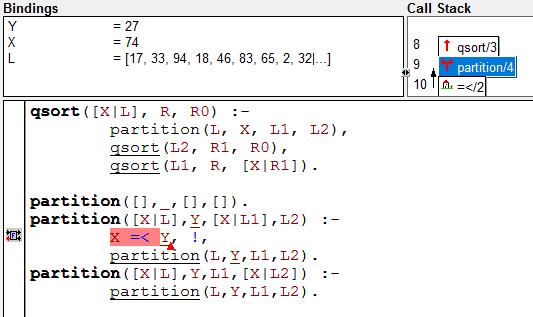 Bindings
Y = 27
X = 74
L = [17, 33, 94, 18, 46, 83, 65, 2, 32|...]
Call Stack
8 qsort/3
9 partition/4
10 =</2
qsort([X|L], R, R0) :-
partition(L, X, L1, L2),
qsort(L2, R1, R0),
qsort(L1, R, [X|R1]).
partition([],_,[],[]).
partition([X|L],Y,[X|L1],L2) :-
X =< Y, !,
partition(L,Y,L1,L2).
partition([X|L],Y,L1,[X|L2]) :-
partition(L,Y,L1,L2).